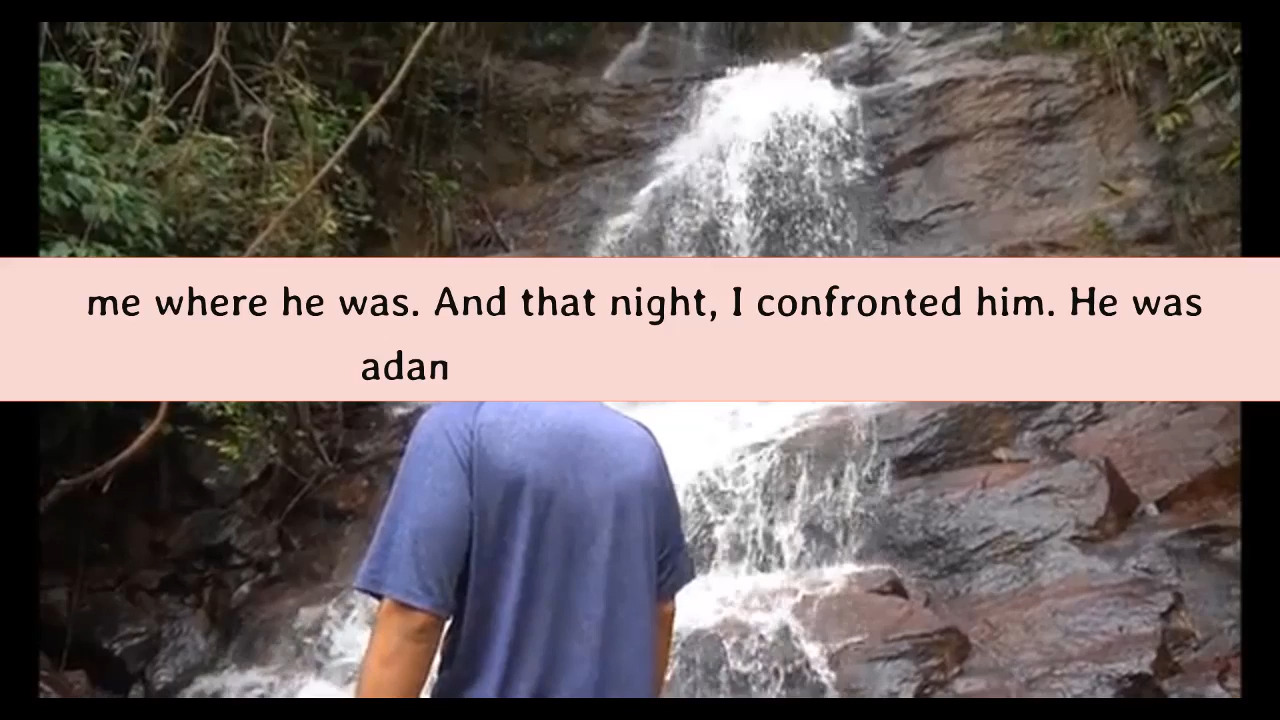 me where he was. And that night, I confronted him. He was
adan